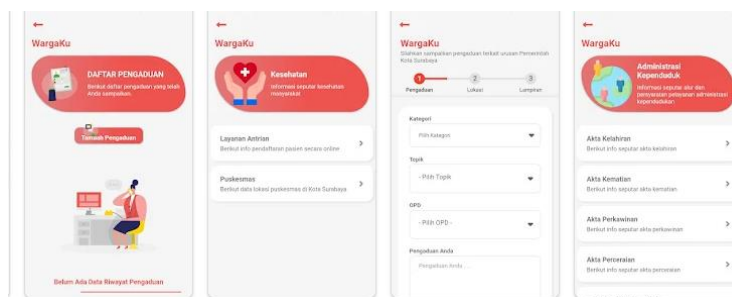 WargaKu
DAFTAR PENGADUAN
Berikut daftar pengaduan yang telah
Anda sampaikan.
Tambah Pengaduan
Belum Ada Data Riwayat Pengaduan
WargaKu
Kesehatan
Informasi seputar kesehatan
masyarakat
Layanan Antrian
Berikut info pendaftaran pasien secara online
Puskesmas
Berikut data lokasi puskesmas di Kota Surabaya
WargaKu
Silahkan sampaikan pengaduan terkait urusan Pemerintah
Kota Surabaya
1 2 3
Pengaduan Lokasi Lampiran
Kategori
Pilih Kategori
Topik
- Pilih Topik
OPD
- Pilih OPD -
Pengaduan Anda
Pengaduan Anda ...
WargaKu
Administrasi
Kependuduk
Informasi seputar alur dan
persyaratan pelayanan administrasi
kependudukan
Akta Kelahiran
Berikut info seputar akta kelahiran
Akta Kematian
Berikut info seputar akta kematian
Akta Perkawinan
Berikut info seputar akta perkawinan
Akta Perceraian
Berikut info seputar akta perceraian